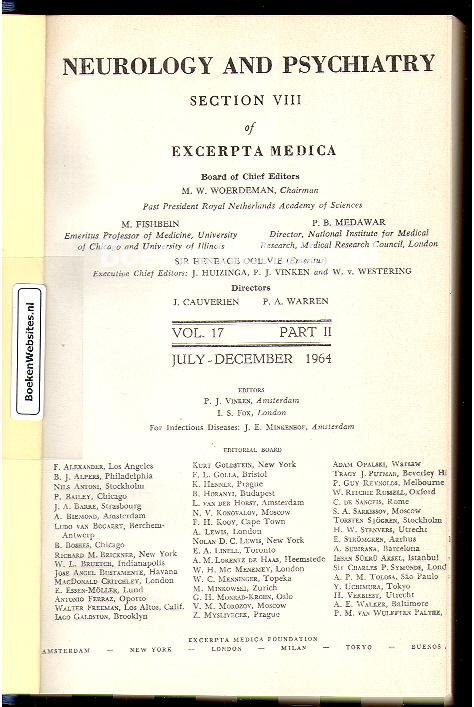 NEUROLOGY AND PSYCHIATRY
SECTION VIII
of
EXCERPTA MEDICA
Board of Chief Editors
M. W. WOERDEMAN, Chairman
Past President Royal Netherlands Academy of Sciences
M. FISHBEIN
Emeritus Professor of Medicine, University
of Chicago and University of Illinois
P. B. MEDAWAR
Director, National Institute for Medical
Research, Medical Research Council, London
SIR HENEAGE OGILVIE (Emeritus)
Executive Chief Editors: J. HUIZINGA, P. J. VINKEN and W. v. WESTERING
Directors
J. CAUVERIEN P. A. WARREN
VOL. 17 PART II
JULY-DECEMBER 1964
EDITORS
P. J. VINKEN, Amsterdam
I. S. FOX, London
For Infectious Diseases: J. E. MINKENHOF, Amsterdam
EDITORIAL BOARD
F. ALEXANDER, Los Angeles
B. J. ALPERS, Philadelphia
NILS ANTONI, Stockholm
P. BAILEY, Chicago
J. A. BARRÉ, Strasbourg
A. BIEMOND, Amsterdam
LUDO VAN BOGAERT, Berchem-
Antwerp
B. BOSHES, Chicago
RICHARD M. BRICKNER, New York
W. L. BRUETCH, Indianapolis
JOSÉ ANGEL BUSTAMENTE, Havana
MACDONALD CRITCHLEY, London
E. ESSEN-MÖLLER, Lund
ANTONIO FERRAZ, Oporto
WALTER FREEMAN, Los Altos, Calif.
IAGO GALDSTON, Brooklyn
KURT GOLDSTEIN, New York
F. L. GOLLA, Bristol
K. HENNER, Prague
B. HORANYI, Budapest
L. VAN DER HORST, Amsterdam
N. V. KONOVALOV, Moscow
F. H. KOOY, Cape Town
A. LEWIS, London
NOLAN D. C. LEWIS, New York
E. A. LINELL, Toronto
A. M. LORENTZ DE HAAS, Heemstede
W. H. MC MENEMEY, London
W. C. MENNINGER, Topeka
M. MINKOWSKI, Zurich
G. H. MONRAD-KROHN, Oslo
V. M. MOROZOV, Moscow
Z. MYSLIVEČEK, Prague
ADAM OPALSKI, Warsaw
TRACY J. PUTMAN, Beverley Hi
P. GUY REYNOLDS, Melbourne
W. RITCHIE RUSSELL, Oxford
C. DE SANCTIS, Rome
S. A. SARKISSOV, Moscow
TORSTEN SJÖGREN, Stockholm
H. W. STENVERS, Utrecht
E. STRÖMGREN, Aarhus
A. SUBIRANA, Barcelona
IHSAN SÜKRÜ AKSEL, Istanbul
SIR CHARLES P. SYMONDS, Lond
A. P. M. TOLOSA, São Paulo
Y. UCHIMURA, Tokyo
H. VERBIEST, Utrecht
A. E. WALKER, Baltimore
P. M. VAN WULFFTEN PALTHE,
EXCERPTA MEDICA FOUNDATION
AMSTERDAM — NEW YORK — LONDON — MILAN — TOKYO — BUENOS A
BoekenWebsites.nl